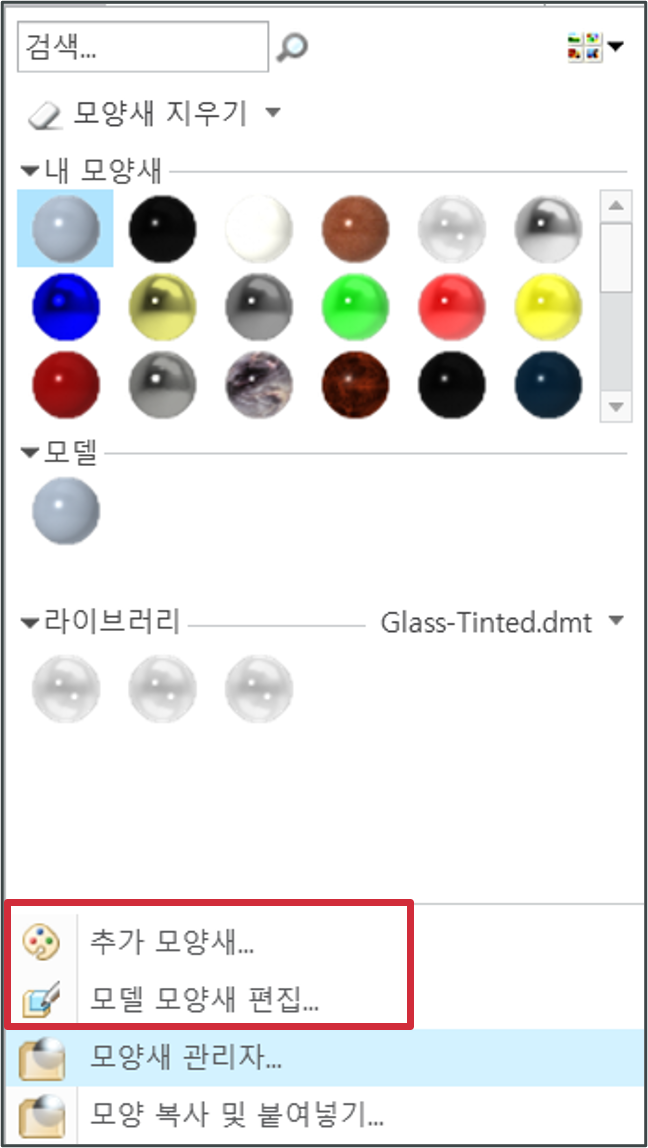 검색...
모양새 지우기
내 모양새
모델
라이브러리 Glass-Tinted.dmt
추가 모양새...
모델 모양새 편집...
모양새 관리자...
모양 복사 및 붙여넣기...